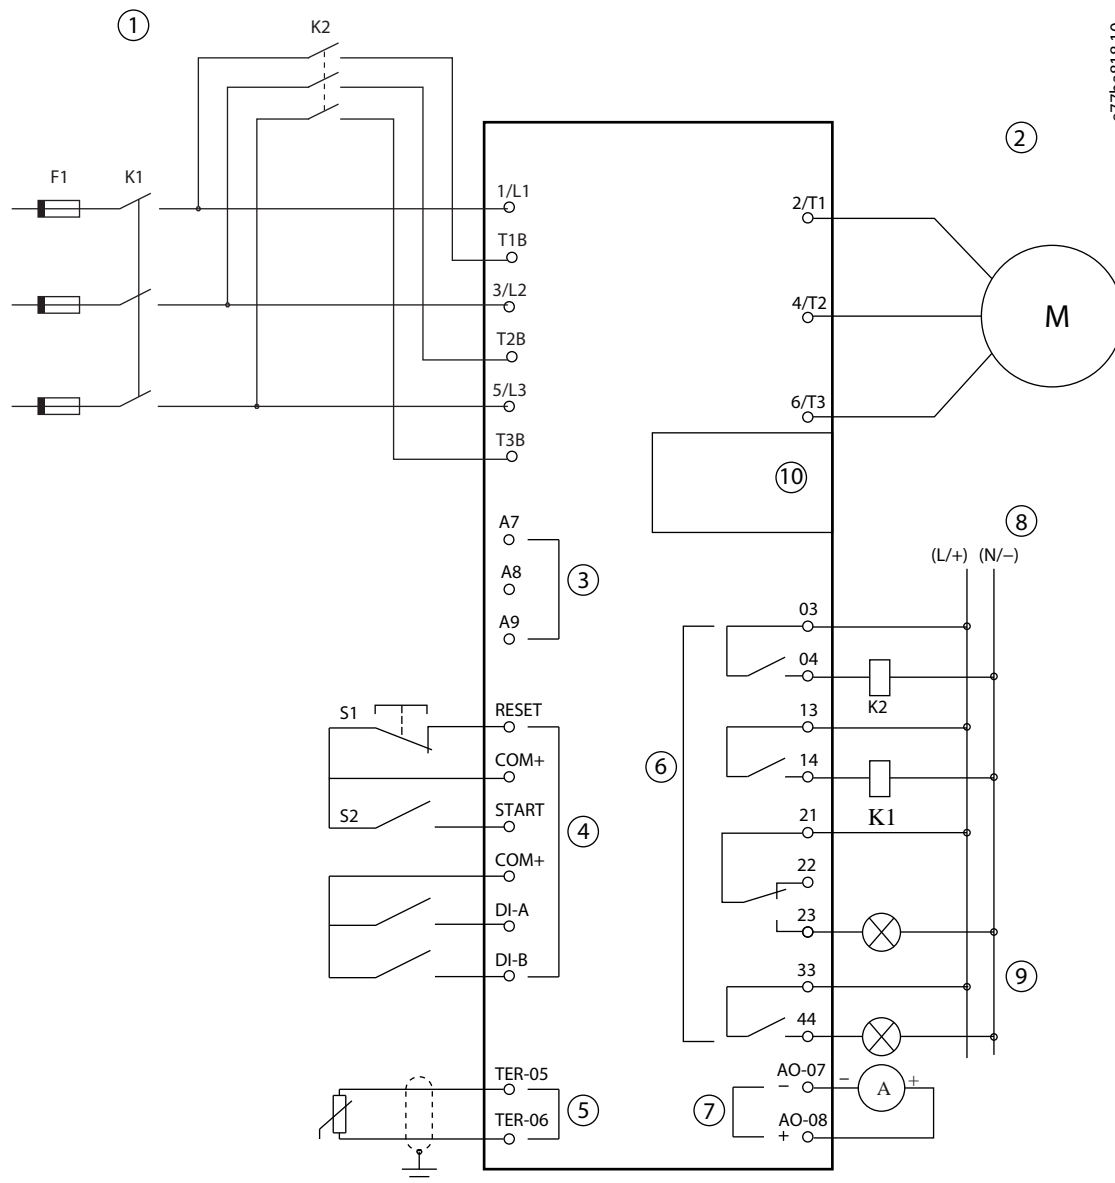 1
K2
2
F1
K1
1/L1
T1B
3/L2
T2B
5/L3
T3B
2/T1
4/T2
6/T3
M
10
A7
A8
A9
3
8
(L/+) (N/−)
03
04
K2
13
14
K1
6
21
22
23
33
44
9
S1
RESET
COM+
S2
START
4
COM+
DI-A
DI-B
TER-05
TER-06
5
7
AO-07
−
− A +
AO-08
+